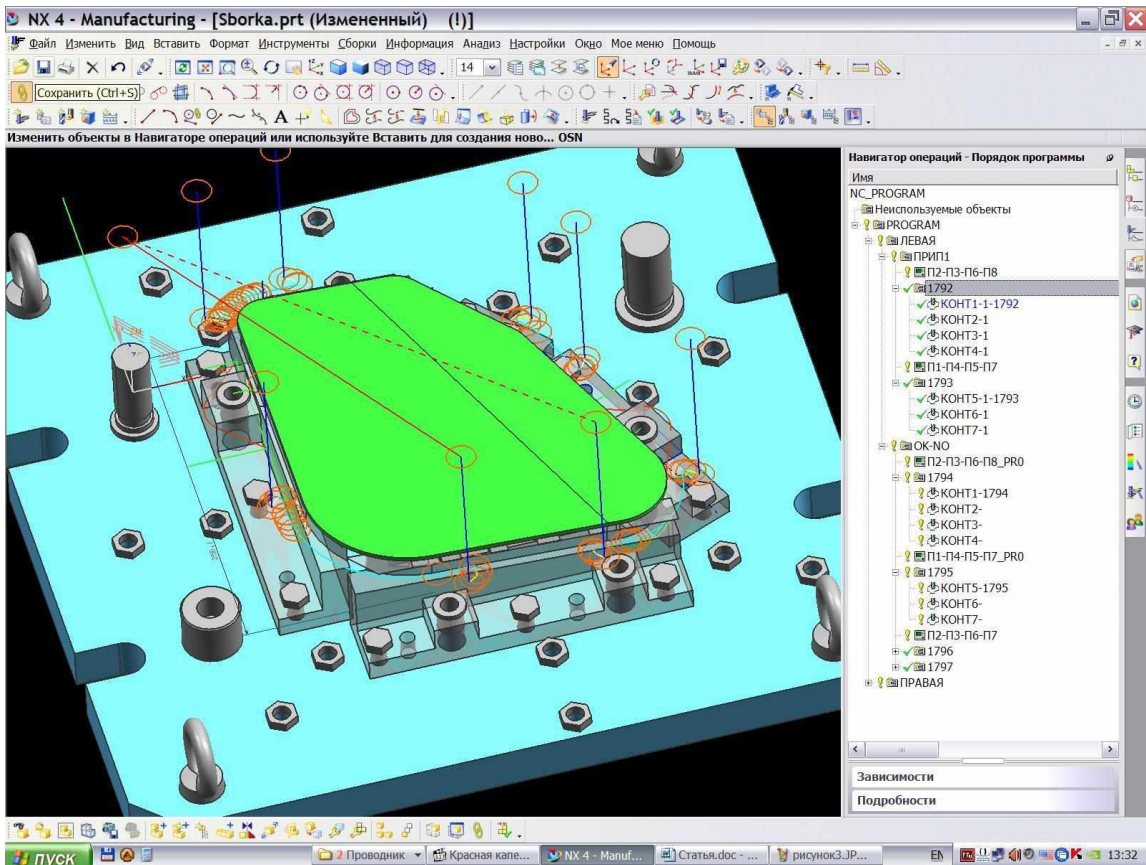 NX 4 - Manufacturing - [Sborka.prt (Измененный) (!)]
Файл Изменить Вид Вставить Формат Инструменты Сборки Информация Анализ Настройки Окно Мое меню Помощь
14
Сохранить (Ctrl+S)
Изменить объекты в Навигаторе операций или используйте Вставить для создания ново... OSN
Навигатор операций - Порядок программы
Имя
NC_PROGRAM
Неиспользуемые объекты
PROGRAM
ЛЕВАЯ
ПРИП1
П2-П3-П6-П8
1792
КОНТ1-1-1792
КОНТ2-1
КОНТ3-1
КОНТ4-1
П1-П4-П5-П7
1793
КОНТ5-1-1793
КОНТ6-1
КОНТ7-1
OK-NO
П2-П3-П6-П8_PR0
1794
КОНТ1-1794
КОНТ2-
КОНТ3-
КОНТ4-
П1-П4-П5-П7_PR0
1795
КОНТ5-1795
КОНТ6-
КОНТ7-
П2-П3-П6-П7
1796
1797
ПРАВАЯ
Зависимости
Подробности
пуск
2 Проводник
Красная капе...
NX 4 - Manuf...
Статья.doc - ...
рисунок3.JP...
EN
13:32